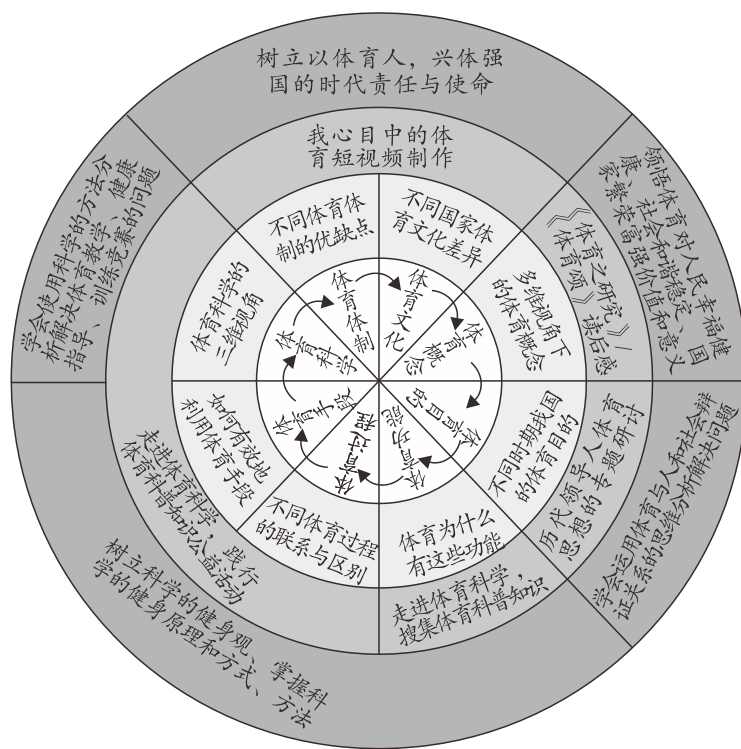 树立以体育人，兴体强
国的时代责任与使命
领悟体育对人民幸福健
康、社会和谐稳定、国
家繁荣富强价值和意义
学会运用体育与人和社会辩
证关系的思维分析解决问题
树立科学的健身观、掌握科
学的健身原理和方式、方法
学会使用科学的方法分
析解决体育教学、健康
指导、训练竞赛的问题
我心目中的体
育短视频制作
《体育之研究》/
《体育颂》读后感
历代领导人体育
思想的专题研讨
走进体育科学，
搜集体育科普知识
走进体育科学，践行
体育科普知识公益活动
不同体育体
制的优缺点
不同国家体
育文化差异
多维视角下
的体育概念
不同时期我国
的体育目的
体育为什么
有这些功能
不同体育过程
的联系与区别
如何有效地
利用体育手段
体育科学的
三维视角
体育体制
体育文化
体育概念
体育目的
体育功能
体育过程
体育手段
体育科学